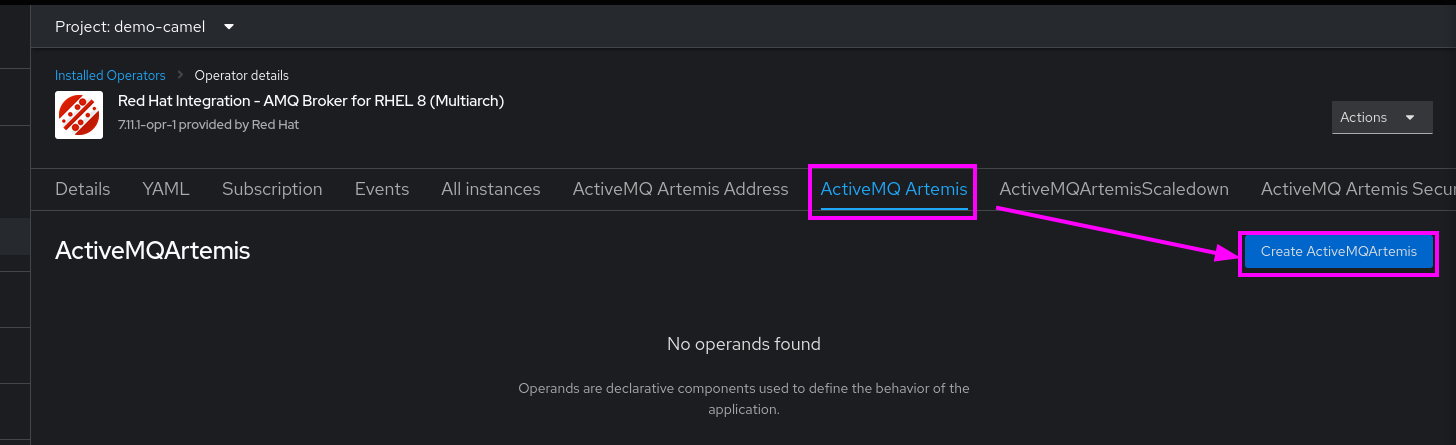 Project: demo-camel
Installed Operators > Operator details
Red Hat Integration - AMQ Broker for RHEL 8 (Multiarch)
7.11.1-opr-1 provided by Red Hat
Actions
Details YAML Subscription Events All instances ActiveMQ Artemis Address ActiveMQ Artemis ActiveMQArtemisScaledown ActiveMQ Artemis Secur
ActiveMQArtemis
Create ActiveMQArtemis
No operands found
Operands are declarative components used to define the behavior of the
application.